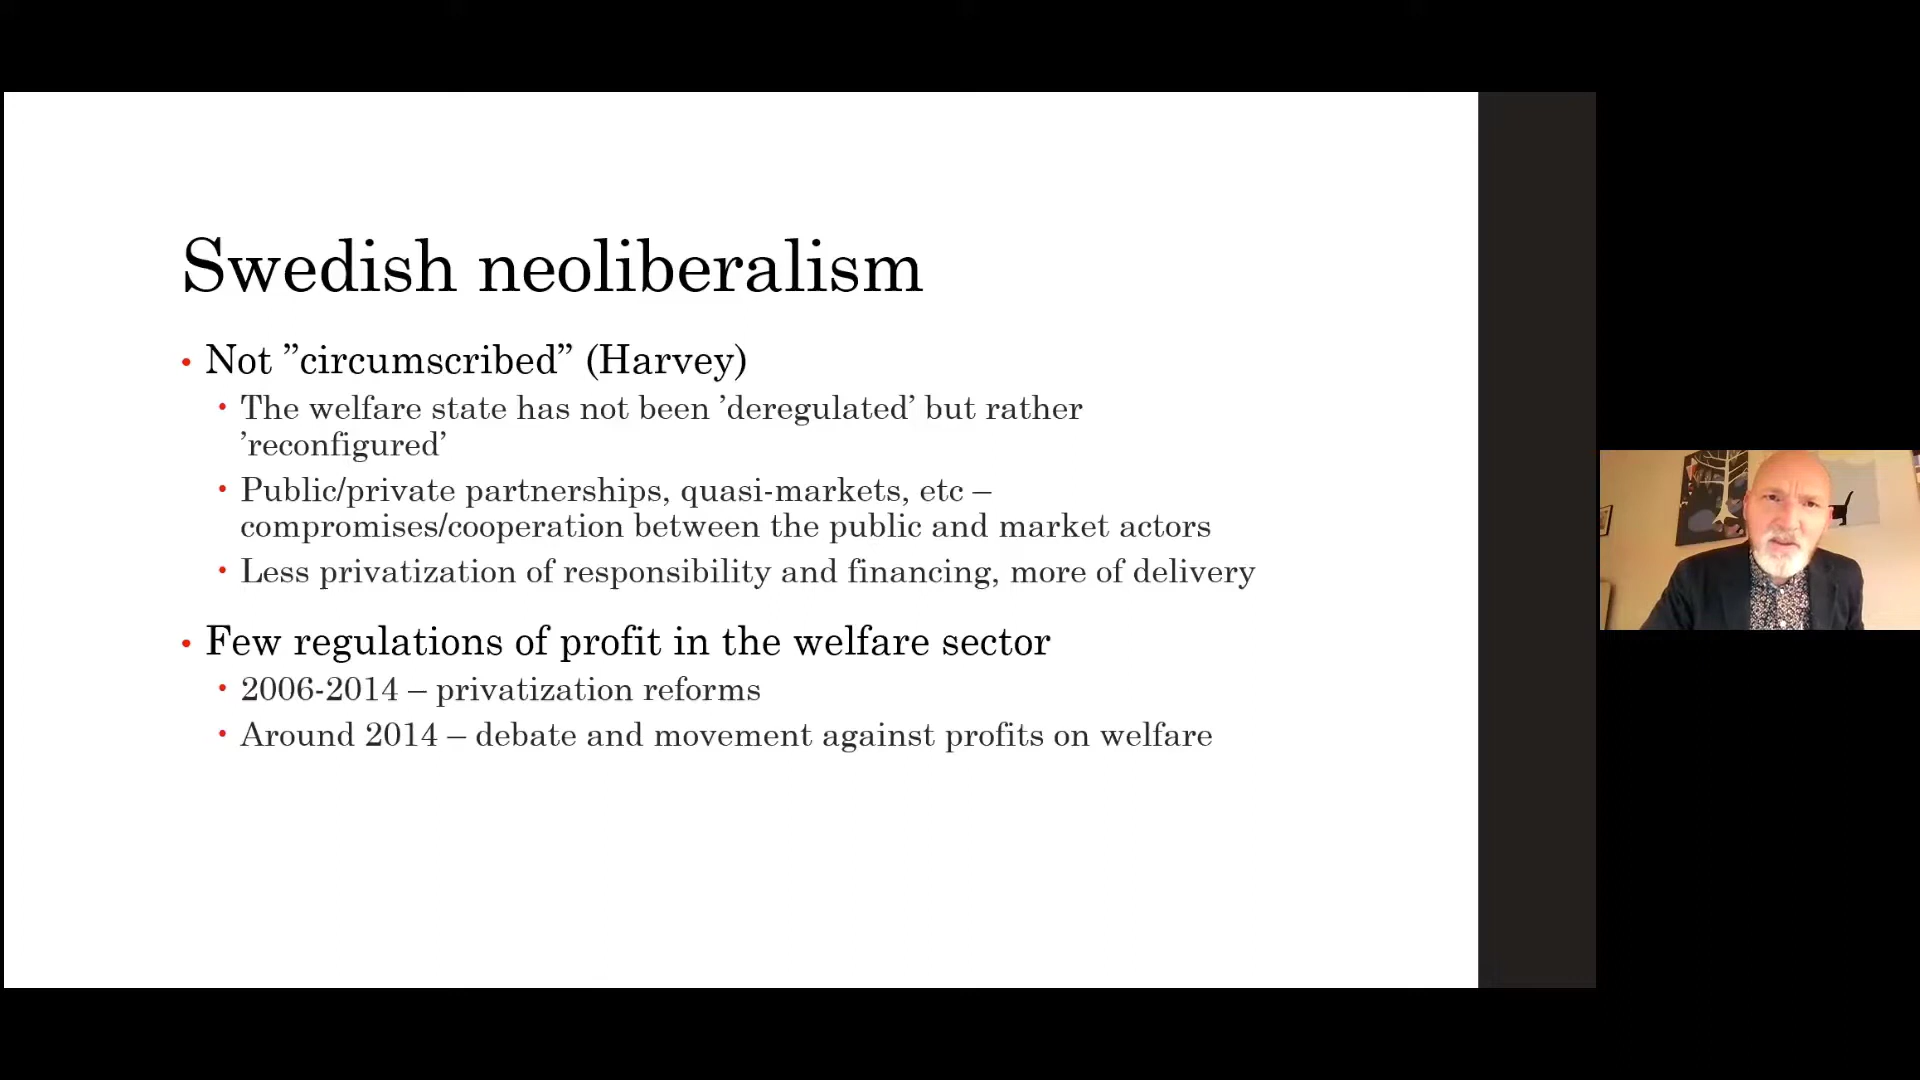 Swedish neoliberalism
• Not ”circumscribed” (Harvey)
• The welfare state has not been ’deregulated’ but rather
’reconfigured’
• Public/private partnerships, quasi-markets, etc –
compromises/cooperation between the public and market actors
• Less privatization of responsibility and financing, more of delivery
• Few regulations of profit in the welfare sector
• 2006-2014 – privatization reforms
• Around 2014 – debate and movement against profits on welfare